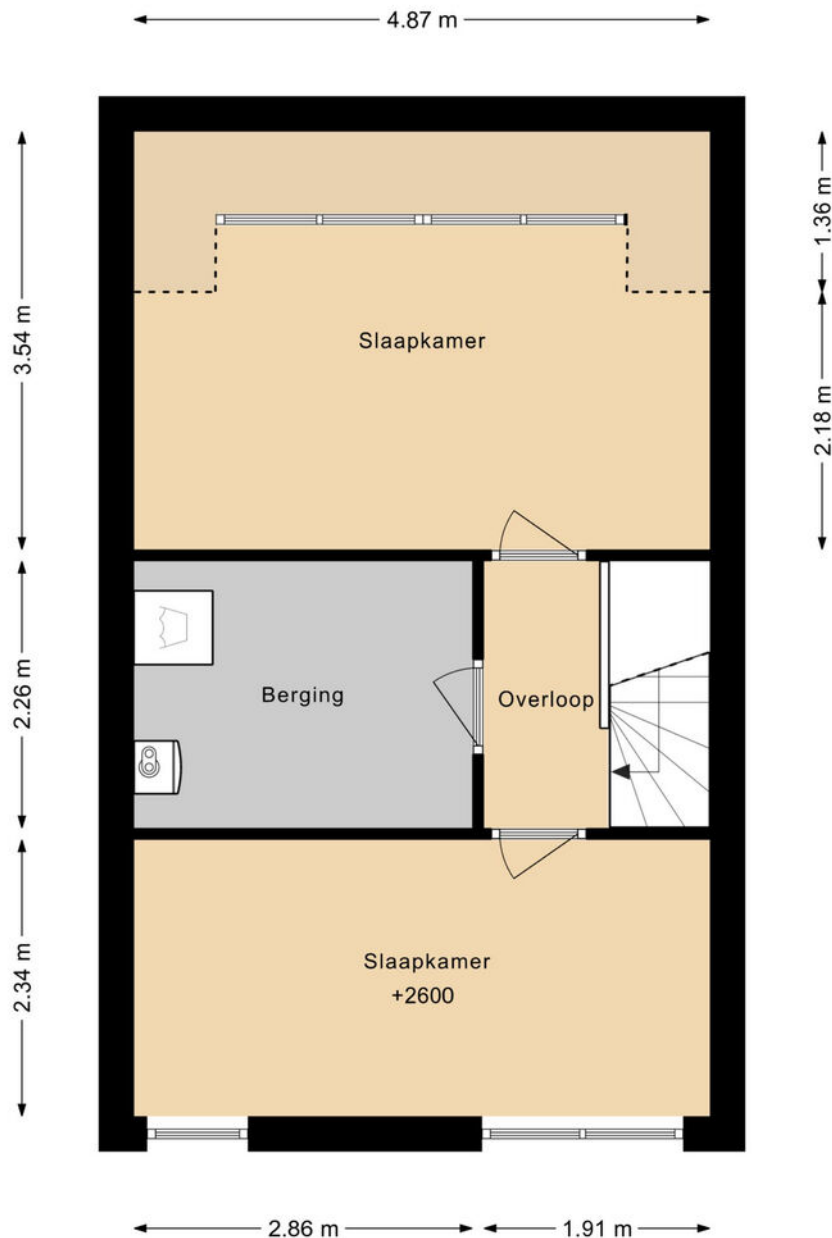 4.87 m
1.36 m
3.54 m
Slaapkamer
2.18 m
2.26 m
Berging
Overloop
2.34 m
Slaapkamer
+2600
2.86 m
1.91 m